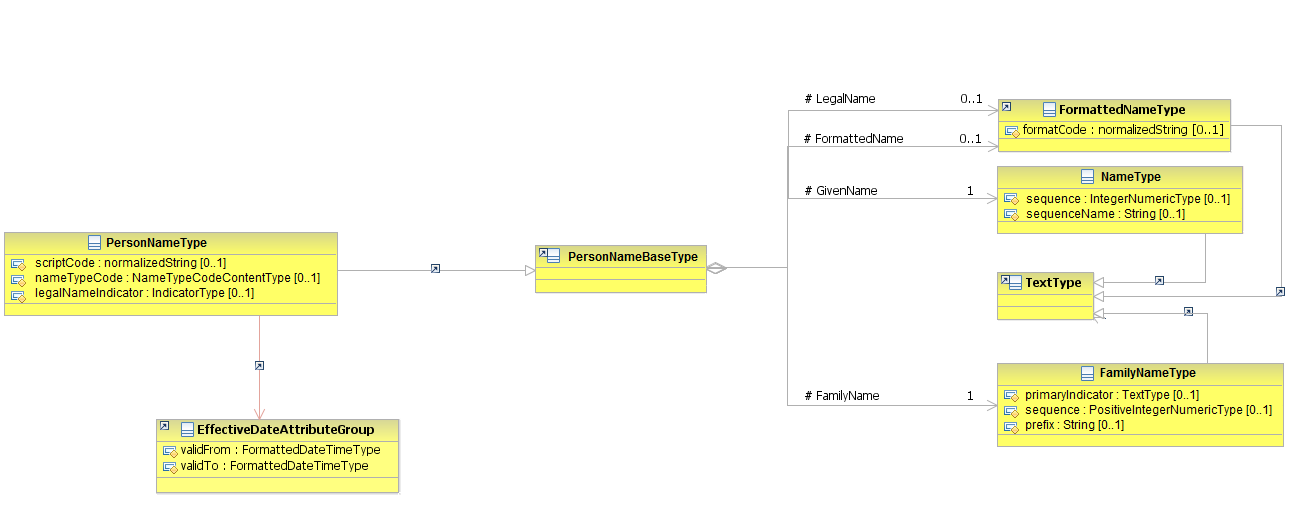 # LegalName 0..1
FormattedNameType
formatCode : normalizedString [0..1]
# FormattedName 0..1
NameType
# GivenName 1
sequence : IntegerNumericType [0..1]
sequenceName : String [0..1]
PersonNameType
scriptCode : normalizedString [0..1]
nameTypeCode : NameTypeCodeContentType [0..1]
legalNameIndicator : IndicatorType [0..1]
PersonNameBaseType
TextType
FamilyNameType
# FamilyName 1
primaryIndicator : TextType [0..1]
sequence : PositiveIntegerNumericType [0..1]
prefix : String [0..1]
EffectiveDateAttributeGroup
validFrom : FormattedDateTimeType
validTo : FormattedDateTimeType